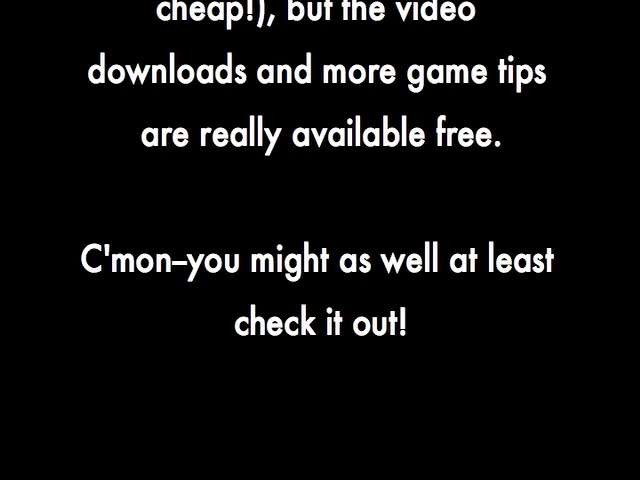 cheap!), but the video
downloads and more game tips
are really available free.
C'mon–you might as well at least
check it out!